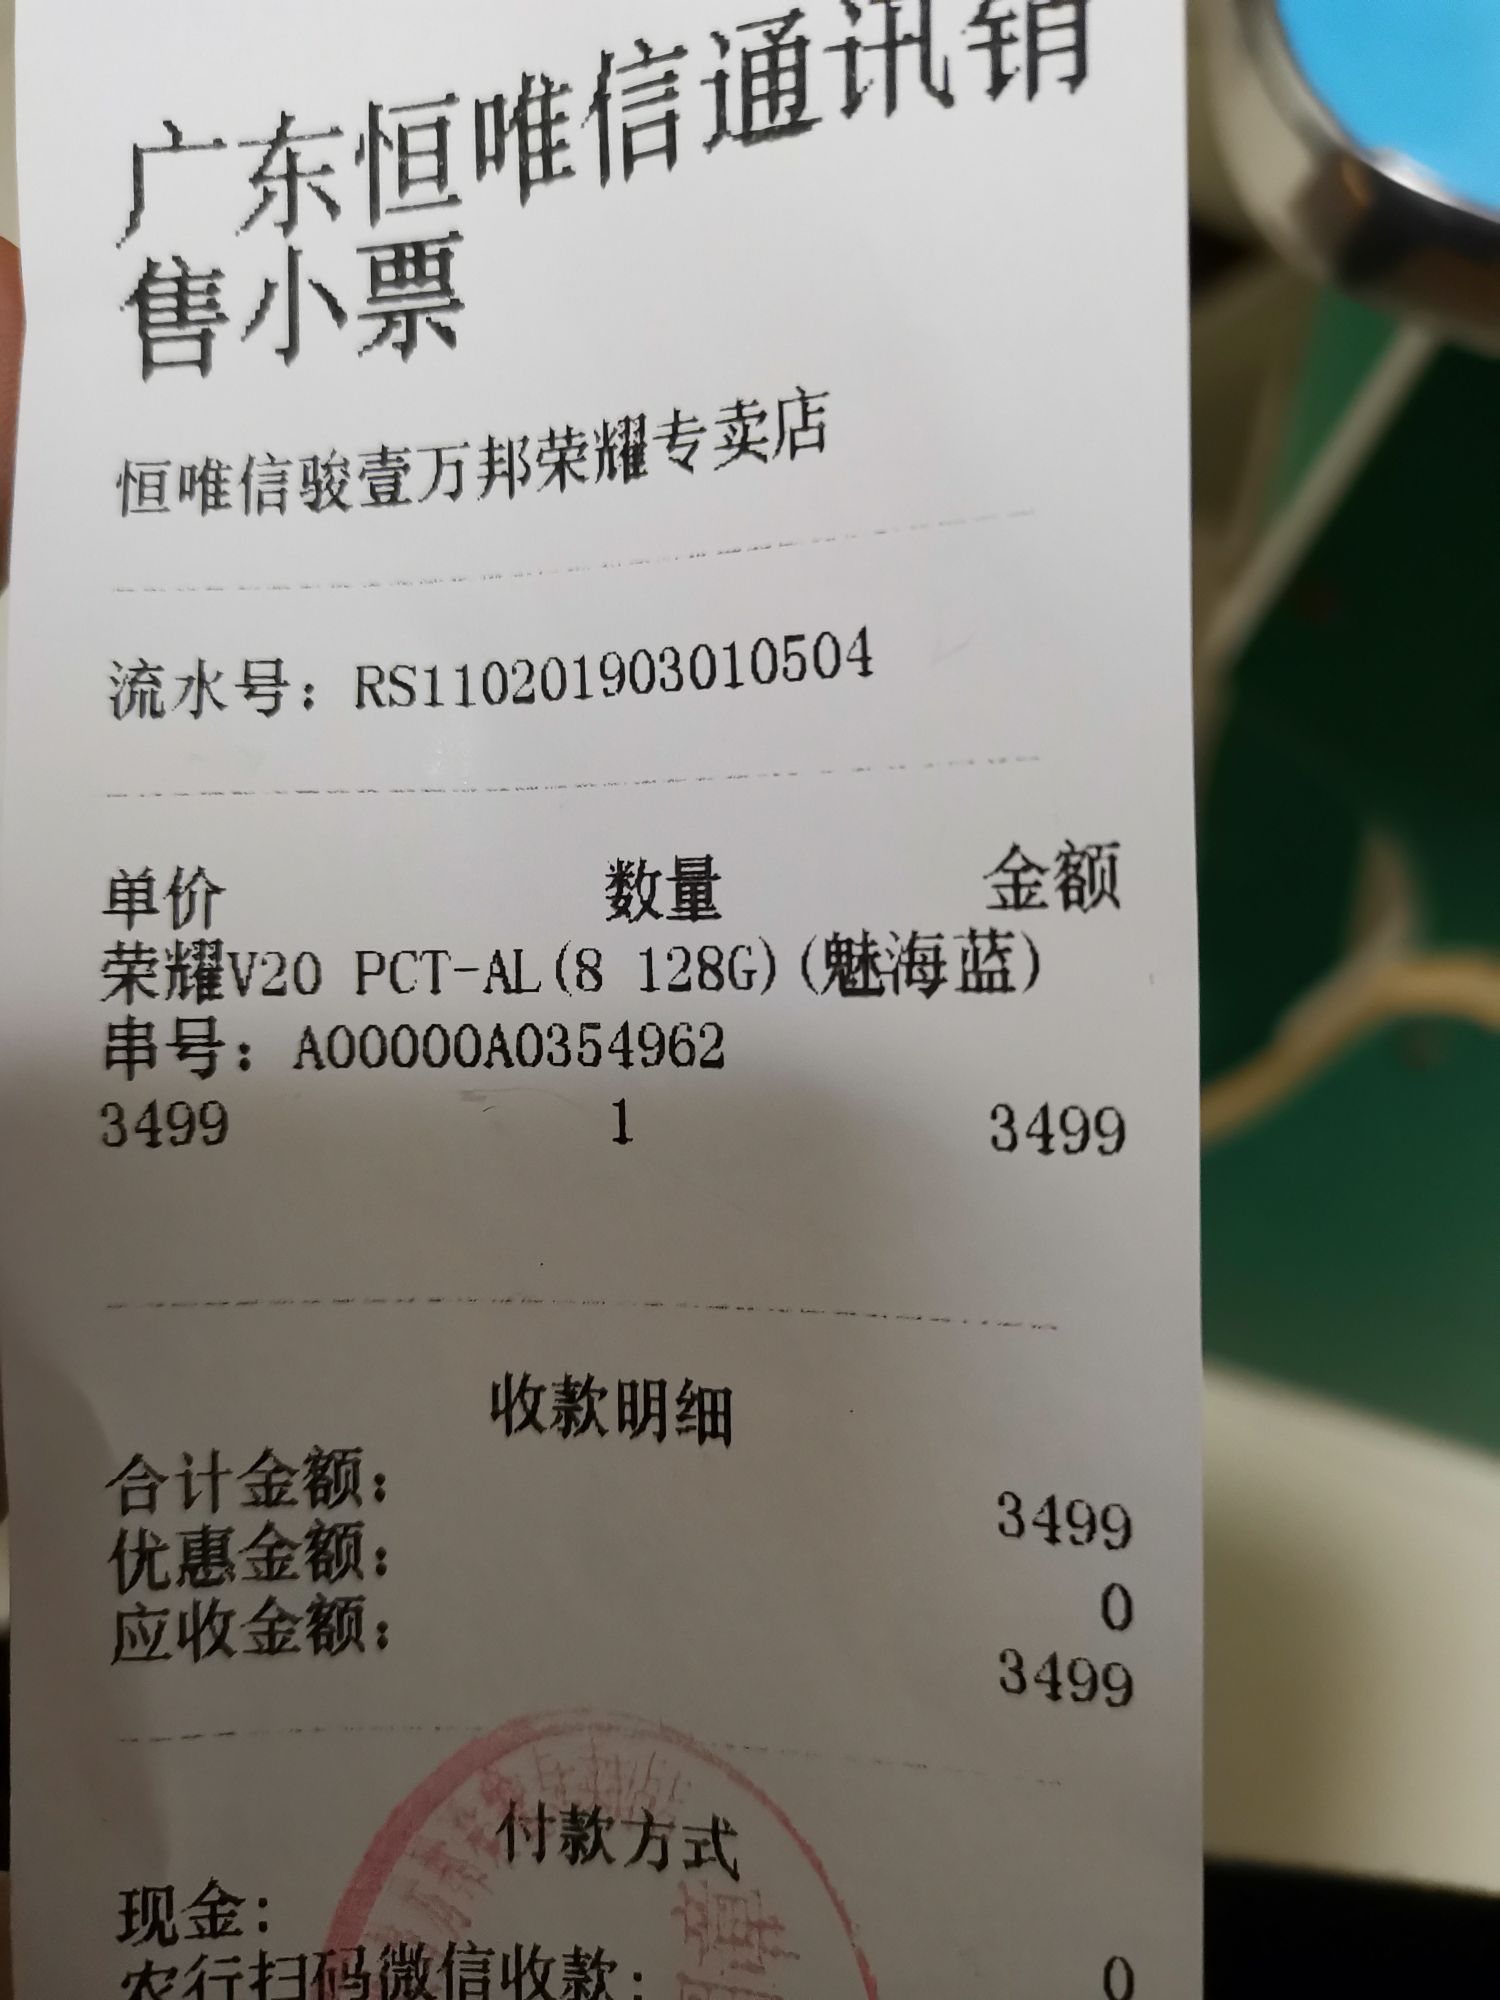 广东恒唯信通讯销
售小票
恒唯信骏壹万邦荣耀专卖店
流水号：RS110201903010504
单价 数量 金额
荣耀V20 PCT-AL(8 128G)(魅海蓝)
串号：A00000A0354962
3499 1 3499
收款明细
合计金额： 3499
优惠金额： 0
应收金额： 3499
付款方式
现金：
农行扫码微信收款： 0